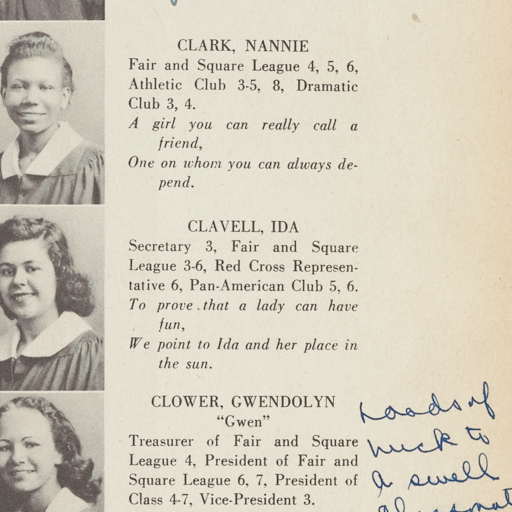 CLARK, NANNIE
Fair and Square League 4, 5, 6,
Athletic Club 3-5, 8, Dramatic
Club 3, 4.
A girl you can really call a
friend,
One on whom you can always de-
pend.
CLAVELL, IDA
Secretary 3, Fair and Square
League 3-6, Red Cross Represen-
tative 6, Pan-American Club 5, 6.
To prove that a lady can have
fun,
We point to Ida and her place in
the sun.
CLOWER, GWENDOLYN
"Gwen"
Treasurer of Fair and Square
League 4, President of Fair and
Square League 6, 7, President of
Class 4-7, Vice-President 3.
Loads of
luck to
a swell